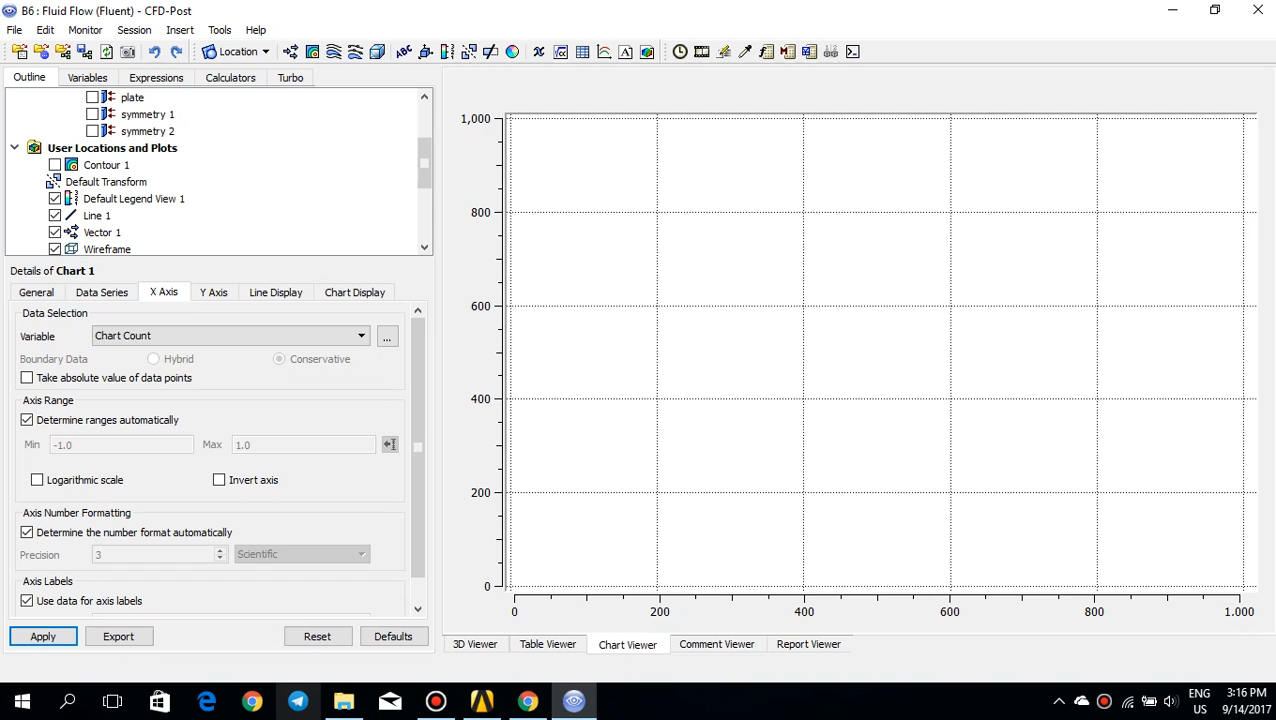 B6 : Fluid Flow (Fluent) - CFD-Post
File Edit Monitor Session Insert Tools Help
Location
Outline Variables Expressions Calculators Turbo
plate
symmetry 1
symmetry 2
User Locations and Plots
Contour 1
Default Transform
Default Legend View 1
Line 1
Vector 1
Wireframe
Details of Chart 1
General Data Series X Axis Y Axis Line Display Chart Display
Data Selection
Variable Chart Count ...
Boundary Data Hybrid Conservative
Take absolute value of data points
Axis Range
Determine ranges automatically
Min -1.0 Max 1.0
Logarithmic scale Invert axis
Axis Number Formatting
Determine the number format automatically
Precision 3 Scientific
Axis Labels
Use data for axis labels
Apply Export Reset Defaults
1,000
800
600
400
200
0
0 200 400 600 800 1.000
3D Viewer Table Viewer Chart Viewer Comment Viewer Report Viewer
ENG 3:16 PM
US 9/14/2017